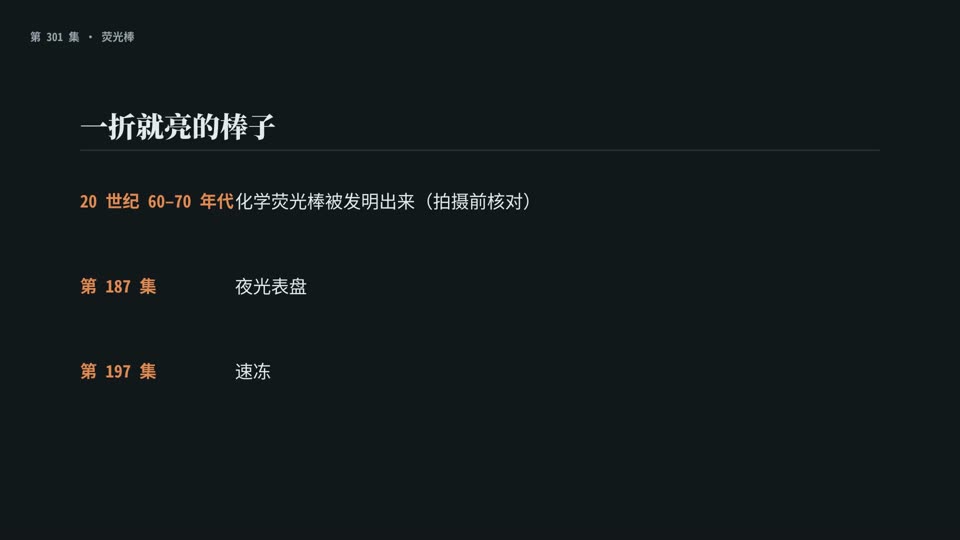 第 301 集 · 荧光棒
一折就亮的棒子
20 世纪 60–70 年代 化学荧光棒被发明出来（拍摄前核对）
第 187 集 夜光表盘
第 197 集 速冻